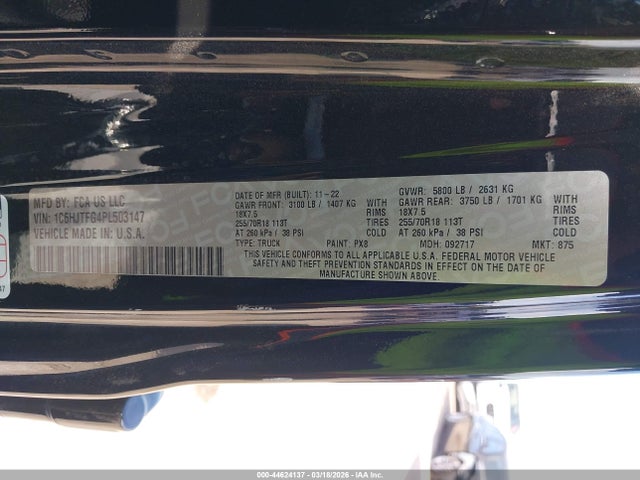 MFD BY: FCA US LLC
VIN: 1C6HJTFG4PL503147
VEHICLE MADE IN U.S.A.
DATE OF MFR (BUILT): 11-22
GVWR: 5800 LB / 2631 KG
GAWR FRONT: 3100 LB / 1407 KG WITH
GAWR REAR: 3750 LB / 1701 KG WITH
18X7.5 RIMS
18X7.5 RIMS
255/70R18 113T TIRES
255/70R18 113T TIRES
AT 260 kPa / 38 PSI COLD
AT 260 kPa / 38 PSI COLD
TYPE: TRUCK PAINT: PX8 MDH: 092717 MKT: 875
THIS VEHICLE CONFORMS TO ALL APPLICABLE U.S.A. FEDERAL MOTOR VEHICLE
SAFETY AND THEFT PREVENTION STANDARDS IN EFFECT ON THE DATE OF
MANUFACTURE SHOWN ABOVE.
000-44624137 - 03/18/2026 - IAA Inc.